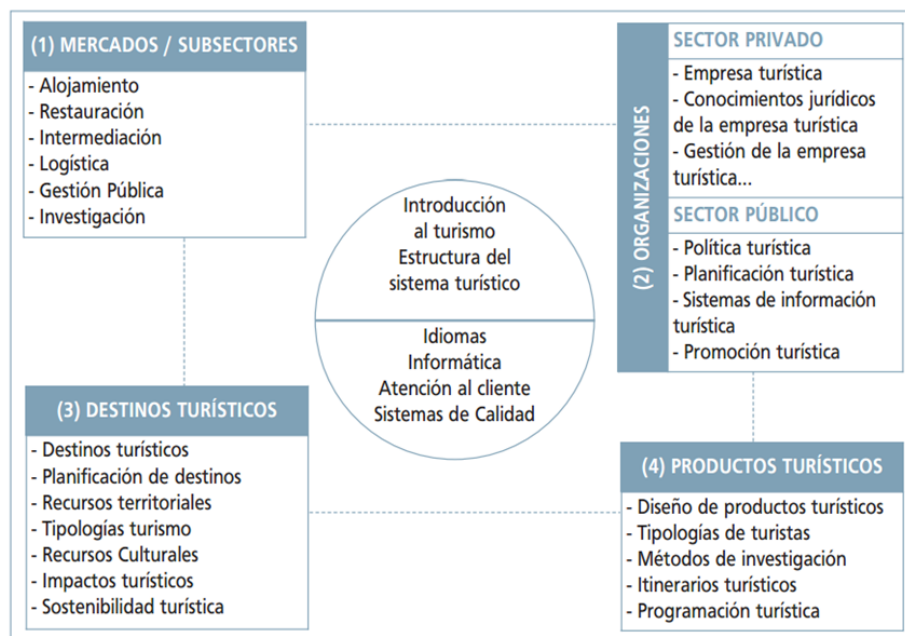 (1) MERCADOS / SUBSECTORES
- Alojamiento
- Restauración
- Intermediación
- Logística
- Gestión Pública
- Investigación
(2) ORGANIZACIONES
SECTOR PRIVADO
- Empresa turística
- Conocimientos jurídicos
de la empresa turística
- Gestión de la empresa
turística...
SECTOR PÚBLICO
- Política turística
- Planificación turística
- Sistemas de información
turística
- Promoción turística
Introducción
al turismo
Estructura del
sistema turístico
Idiomas
Informática
Atención al cliente
Sistemas de Calidad
(3) DESTINOS TURÍSTICOS
- Destinos turísticos
- Planificación de destinos
- Recursos territoriales
- Tipologías turismo
- Recursos Culturales
- Impactos turísticos
- Sostenibilidad turística
(4) PRODUCTOS TURÍSTICOS
- Diseño de productos turísticos
- Tipologías de turistas
- Métodos de investigación
- Itinerarios turísticos
- Programación turística